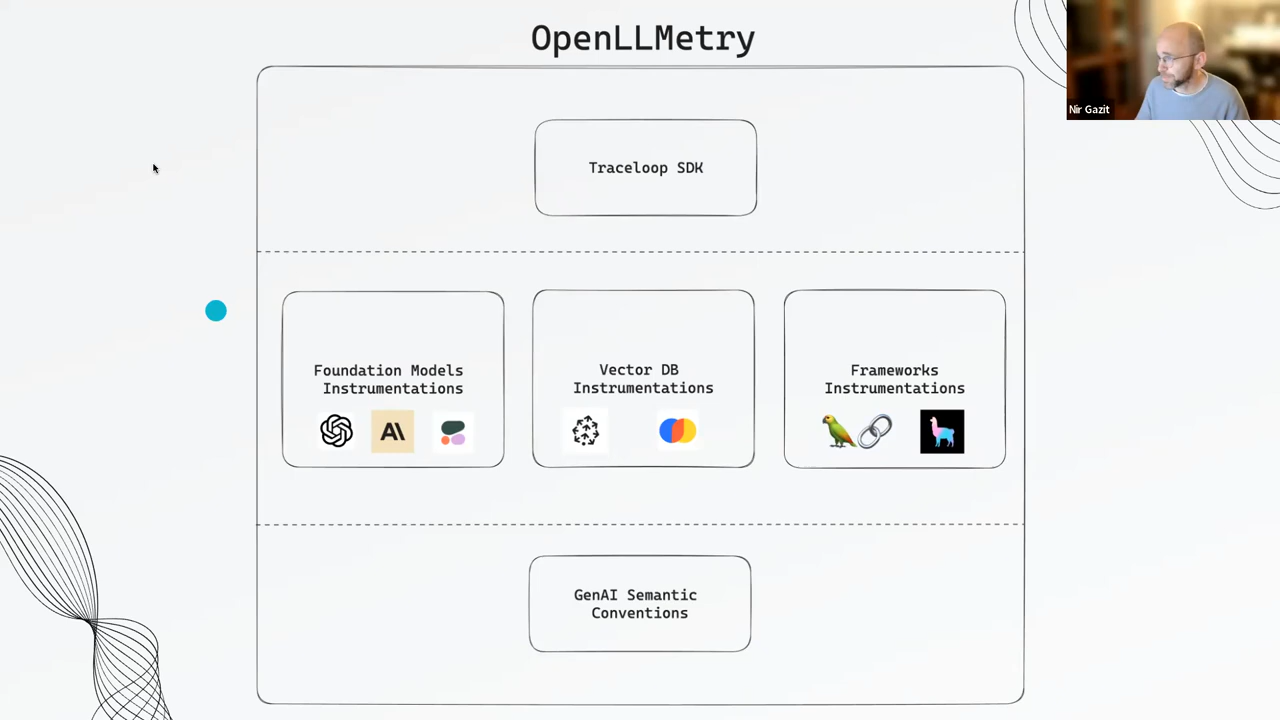 OpenLLMetry
Nir Gazit
Traceloop SDK
Foundation Models
Instrumentations
Vector DB
Instrumentations
Frameworks
Instrumentations
GenAI Semantic
Conventions